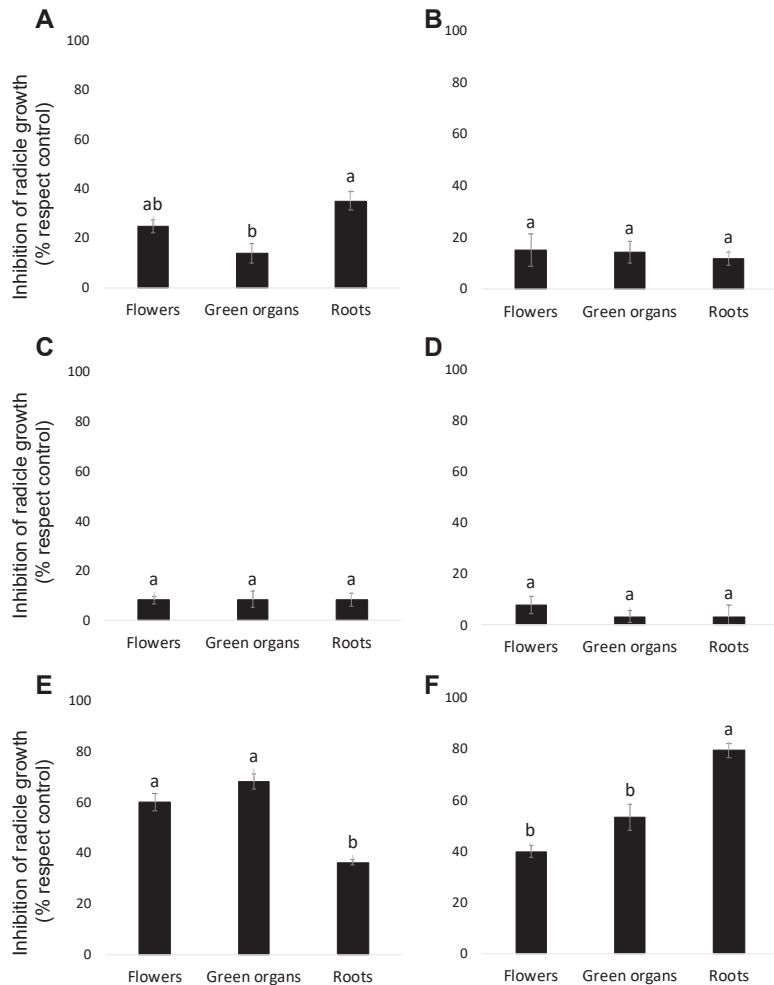 A
Inhibition of radicle growth
(% respect control)
100
80
60
40
20
0
ab
b
a
Flowers
Green organs
Roots
B
100
80
60
40
20
0
a
a
a
Flowers
Green organs
Roots
C
Inhibition of radicle growth
(% respect control)
100
80
60
40
20
0
a
a
a
Flowers
Green organs
Roots
D
100
80
60
40
20
0
a
a
a
Flowers
Green organs
Roots
E
Inhibition of radicle growth
(% respect control)
100
80
60
40
20
0
a
a
b
Flowers
Green organs
Roots
F
100
80
60
40
20
0
b
b
a
Flowers
Green organs
Roots